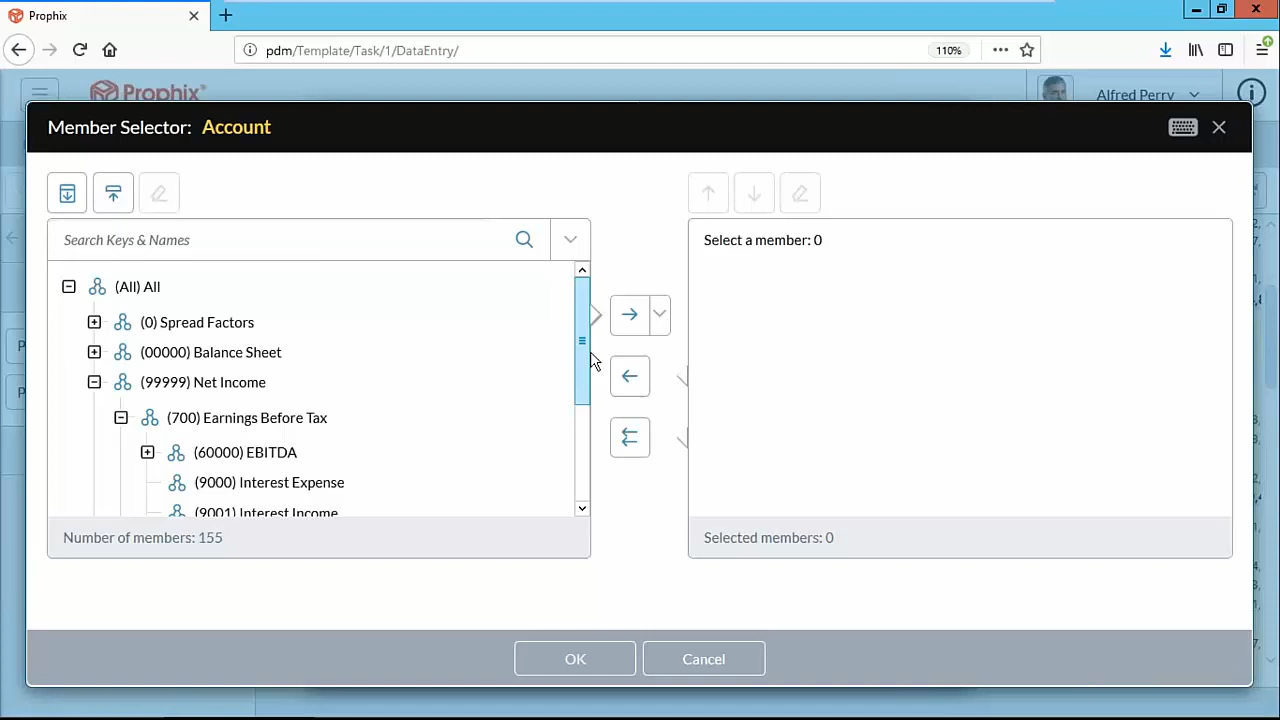 Prophix
pdm/Template/Task/1/DataEntry/
110%
Prophix®
Alfred Perry
Member Selector: Account
Search Keys & Names
Select a member: 0
(All) All
(0) Spread Factors
(00000) Balance Sheet
(99999) Net Income
(700) Earnings Before Tax
(60000) EBITDA
(9000) Interest Expense
(9001) Interest Income
Number of members: 155
Selected members: 0
OK
Cancel